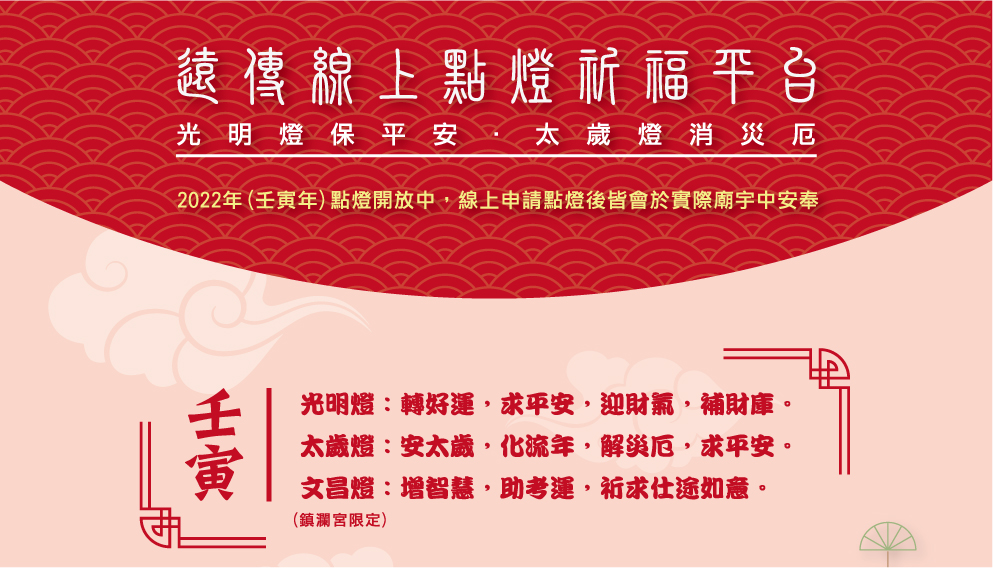 遠傳線上點燈祈福平台
光明燈保平安．太歲燈消災厄
2022年(壬寅年)點燈開放中，線上申請點燈後皆會於實際廟宇中安奉
壬寅
光明燈：轉好運，求平安，迎財氣，補財庫。
太歲燈：安太歲，化流年，解災厄，求平安。
文昌燈：增智慧，助考運，祈求仕途如意。
(鎮瀾宮限定)